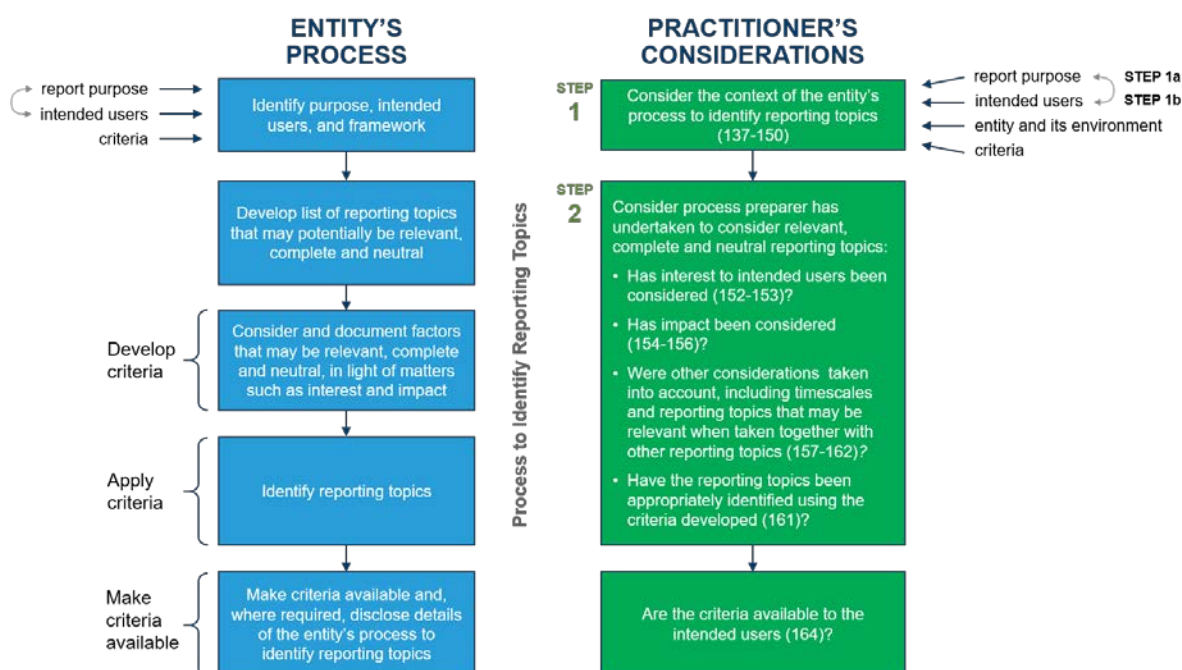 ENTITY'S
PROCESS
report purpose
intended users
criteria
Identify purpose, intended
users, and framework
Develop list of reporting topics
that may potentially be relevant,
complete and neutral
Develop
criteria
Consider and document factors
that may be relevant, complete
and neutral, in light of matters
such as interest and impact
Apply
criteria
Identify reporting topics
Make
criteria
available
Make criteria available and,
where required, disclose details
of the entity's process to
identify reporting topics
Process to Identify Reporting Topics
PRACTITIONER'S
CONSIDERATIONS
STEP
1
Consider the context of the entity's
process to identify reporting topics
(137-150)
report purpose
STEP 1a
intended users
STEP 1b
entity and its environment
criteria
STEP
2
Consider process preparer has
undertaken to consider relevant,
complete and neutral reporting topics:
• Has interest to intended users been
considered (152-153)?
• Has impact been considered
(154-156)?
• Were other considerations taken
into account, including timescales
and reporting topics that may be
relevant when taken together with
other reporting topics (157-162)?
• Have the reporting topics been
appropriately identified using the
criteria developed (161)?
Are the criteria available to the
intended users (164)?